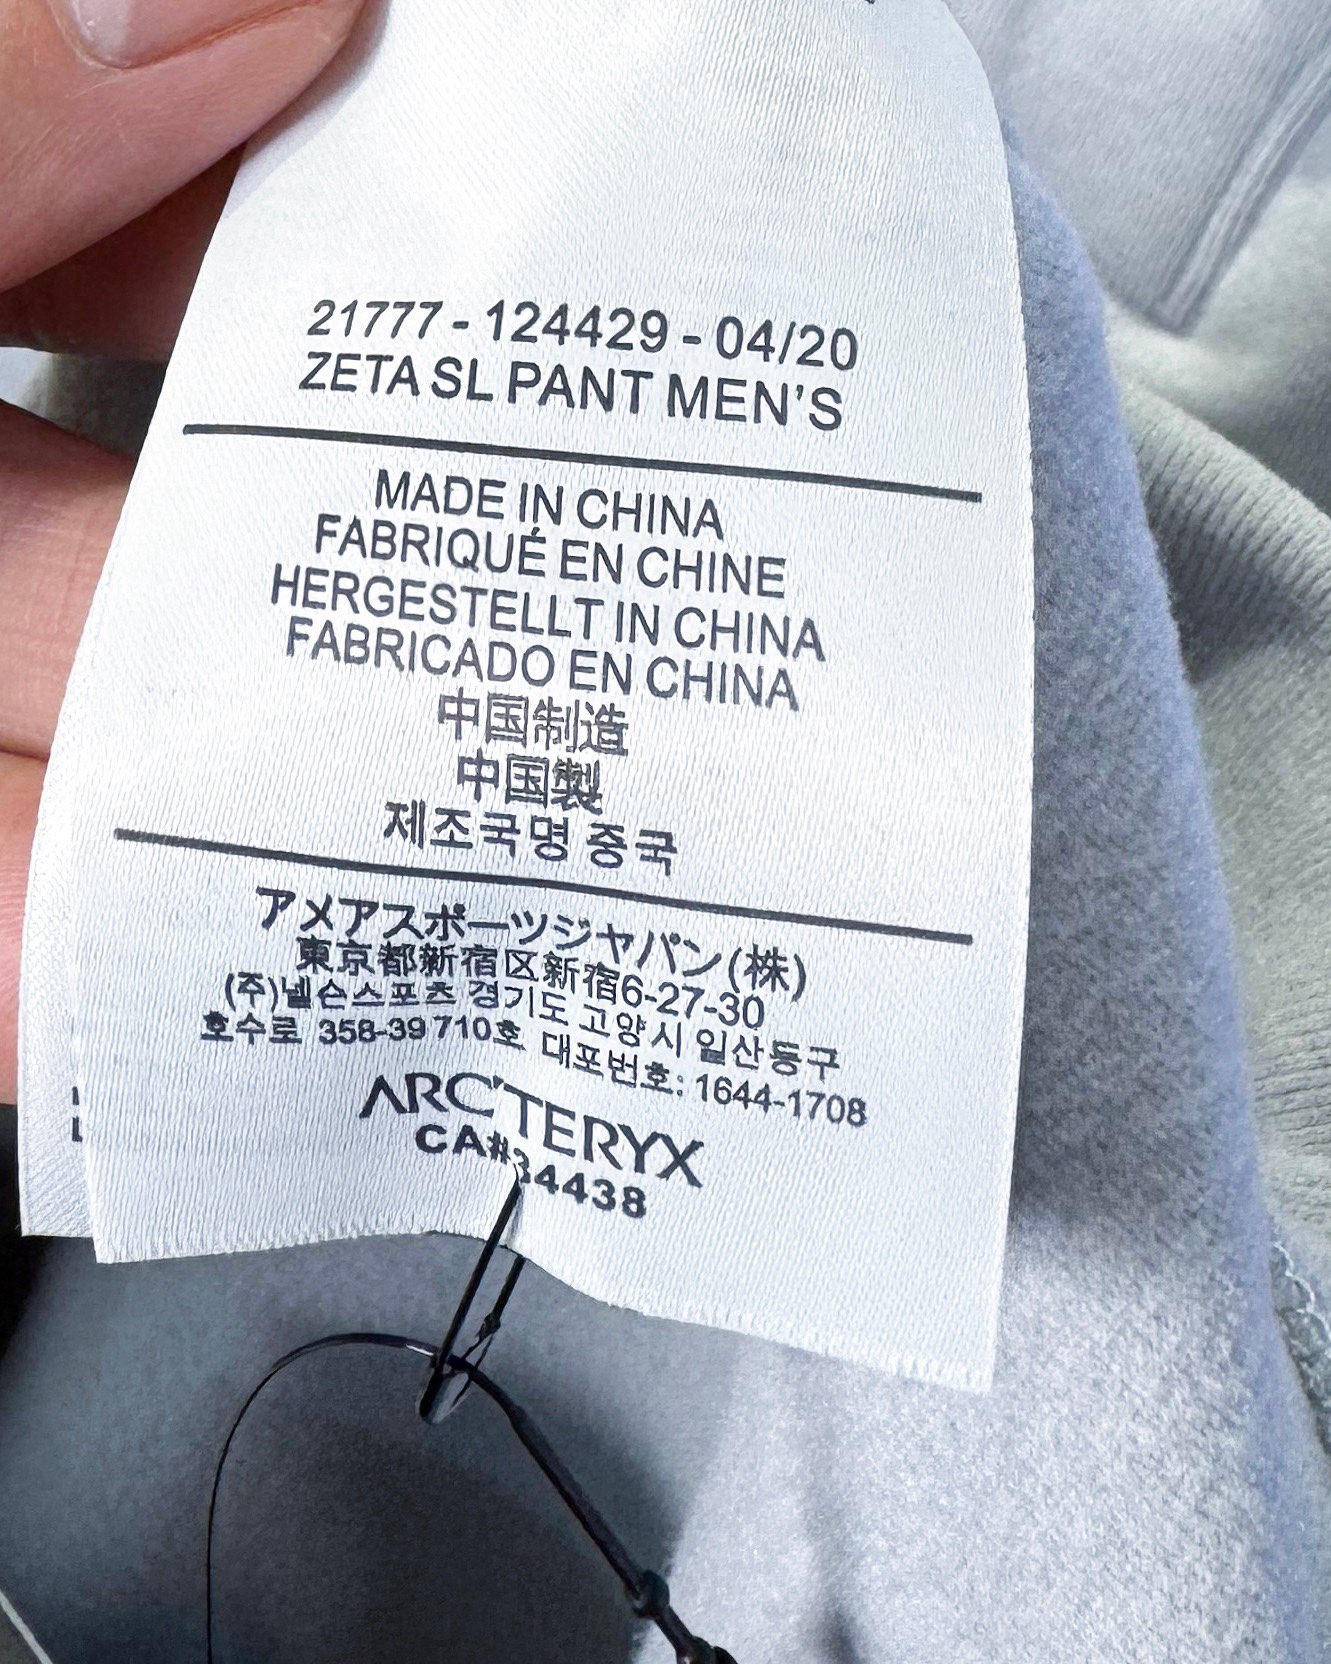 21777 - 124429 - 04/20
ZETA SL PANT MEN'S
MADE IN CHINA
FABRIQUÉ EN CHINE
HERGESTELLT IN CHINA
FABRICADO EN CHINA
中国制造
中国製
제조국명 중국
アメアスポーツジャパン(株)
東京都新宿区新宿6-27-30
(주)넬슨스포츠 경기도 고양시 일산동구
호수로 358-39 710호 대표번호: 1644-1708
ARC'TERYX
CA#34438